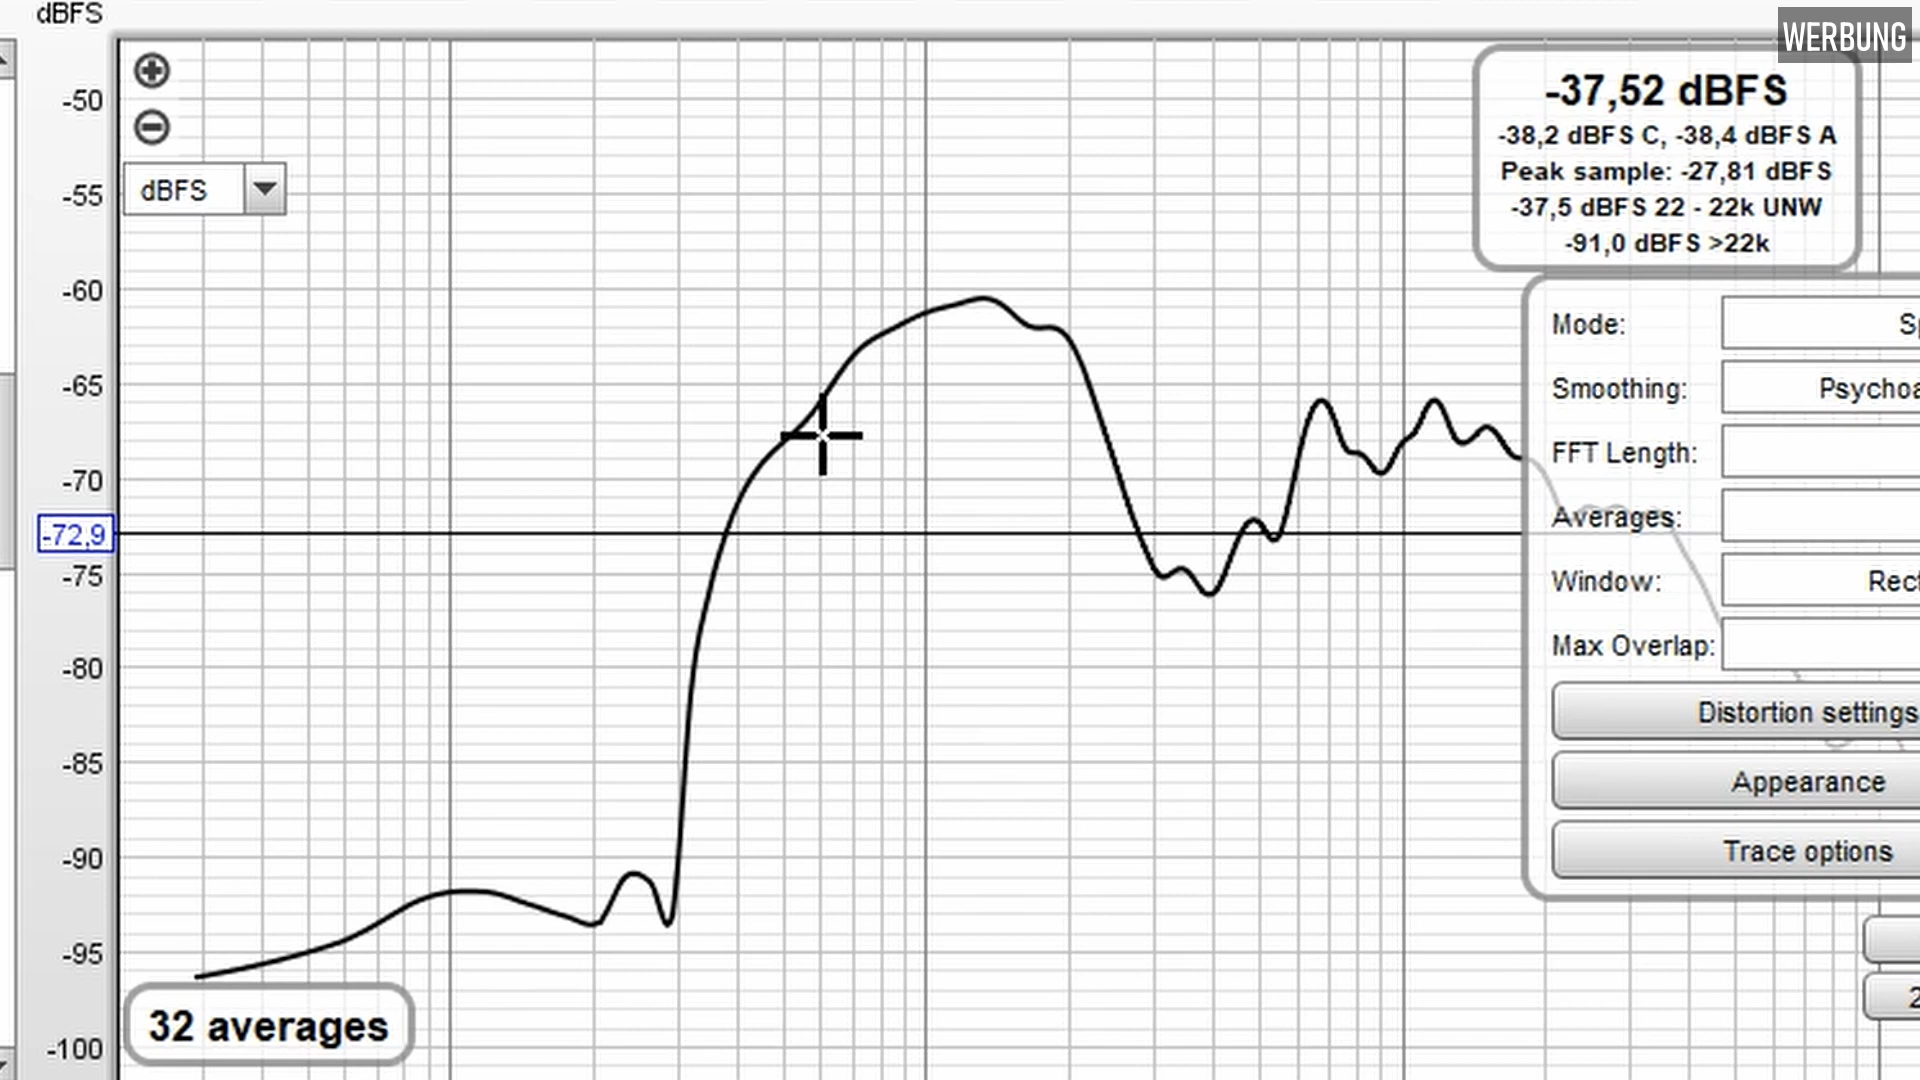 dBFS
WERBUNG
-37,52 dBFS
-38,2 dBFS C, -38,4 dBFS A
Peak sample: -27,81 dBFS
-37,5 dBFS 22 - 22k UNW
-91,0 dBFS >22k
-50
dBFS
-55
-60
-65
-70
-72,9
-75
-80
-85
-90
-95
-100
Mode:
Smoothing:
FFT Length:
Averages:
Window:
Max Overlap:
Distortion settings
Appearance
Trace options
32 averages
2